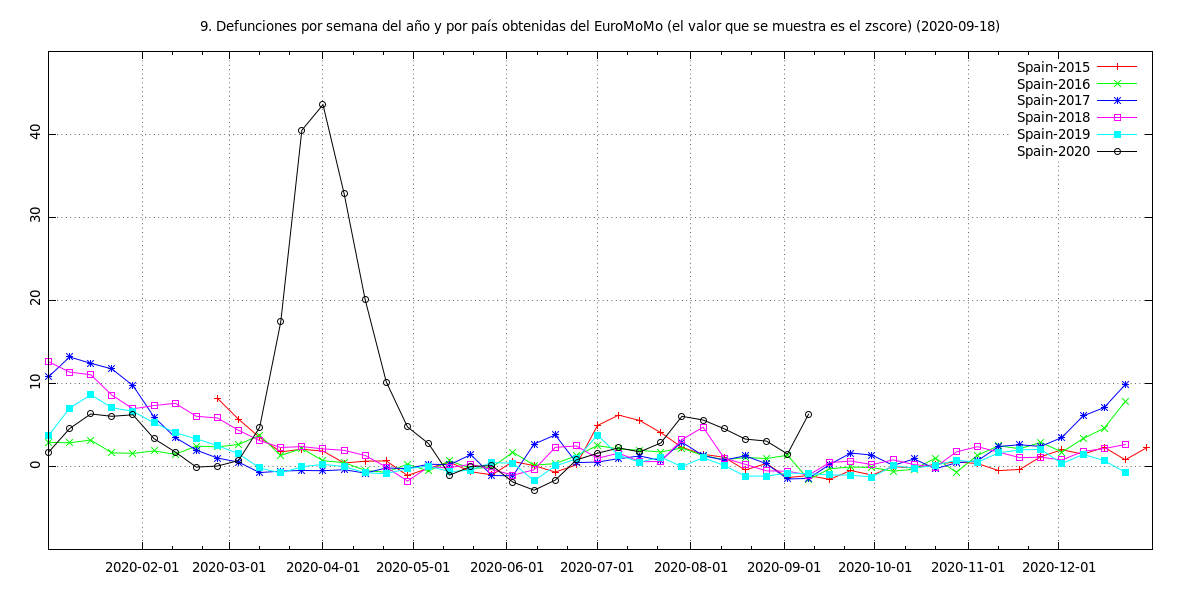 9. Defunciones por semana del año y por país obtenidas del EuroMoMo (el valor que se muestra es el zscore) (2020-09-18)
Spain-2015
Spain-2016
Spain-2017
Spain-2018
Spain-2019
Spain-2020
40
30
20
10
0
2020-02-01 2020-03-01 2020-04-01 2020-05-01 2020-06-01 2020-07-01 2020-08-01 2020-09-01 2020-10-01 2020-11-01 2020-12-01